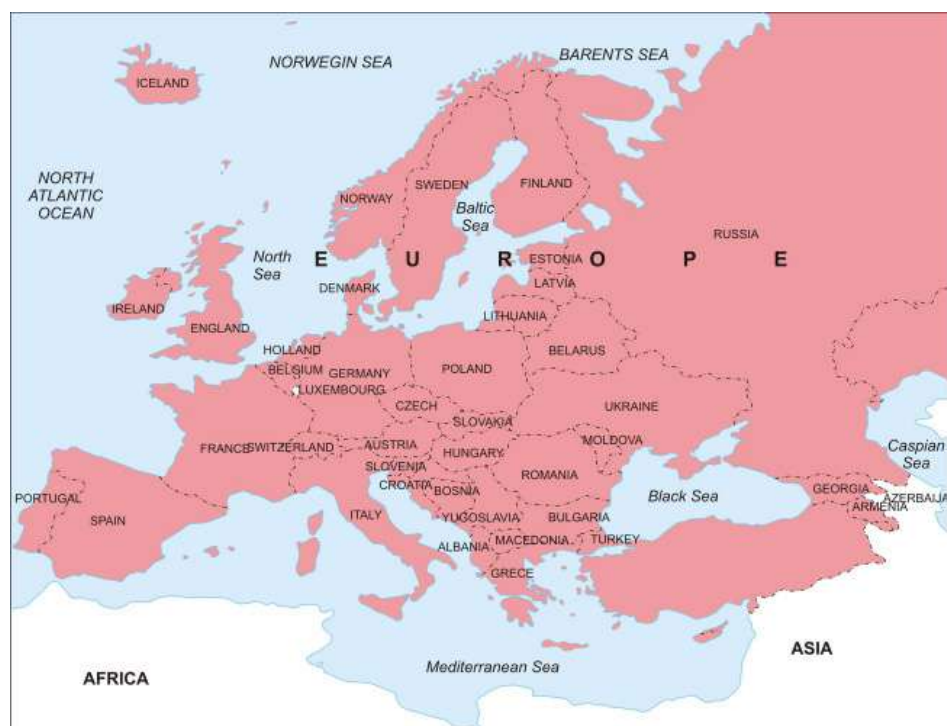 NORWEGIN SEA
BARENTS SEA
ICELAND
NORTH
ATLANTIC
OCEAN
SWEDEN
FINLAND
NORWAY
Baltic
Sea
RUSSIA
North
Sea
E U R O P E
ESTONIA
LATVIA
DENMARK
IRELAND
ENGLAND
LITHUANIA
HOLLAND
BELARUS
BELSIUM
GERMANY
POLAND
LUXEMBOURG
CZECH
UKRAINE
SLOVAKIA
FRANCS
SWITZERLAND
AUSTRIA
MOLDOVA
HUNGARY
Caspian
Sea
SLOVENJA
ROMANIA
CROATIA
BOSNIA
PORTUGAL
Black Sea
GEORGIA
AZERBAIJA
ARMENIA
SPAIN
ITALY
YUGOSLAVIA
BULGARIA
MACEDONIA
TURKEY
ALBANIA
GRECE
ASIA
Mediterranean Sea
AFRICA